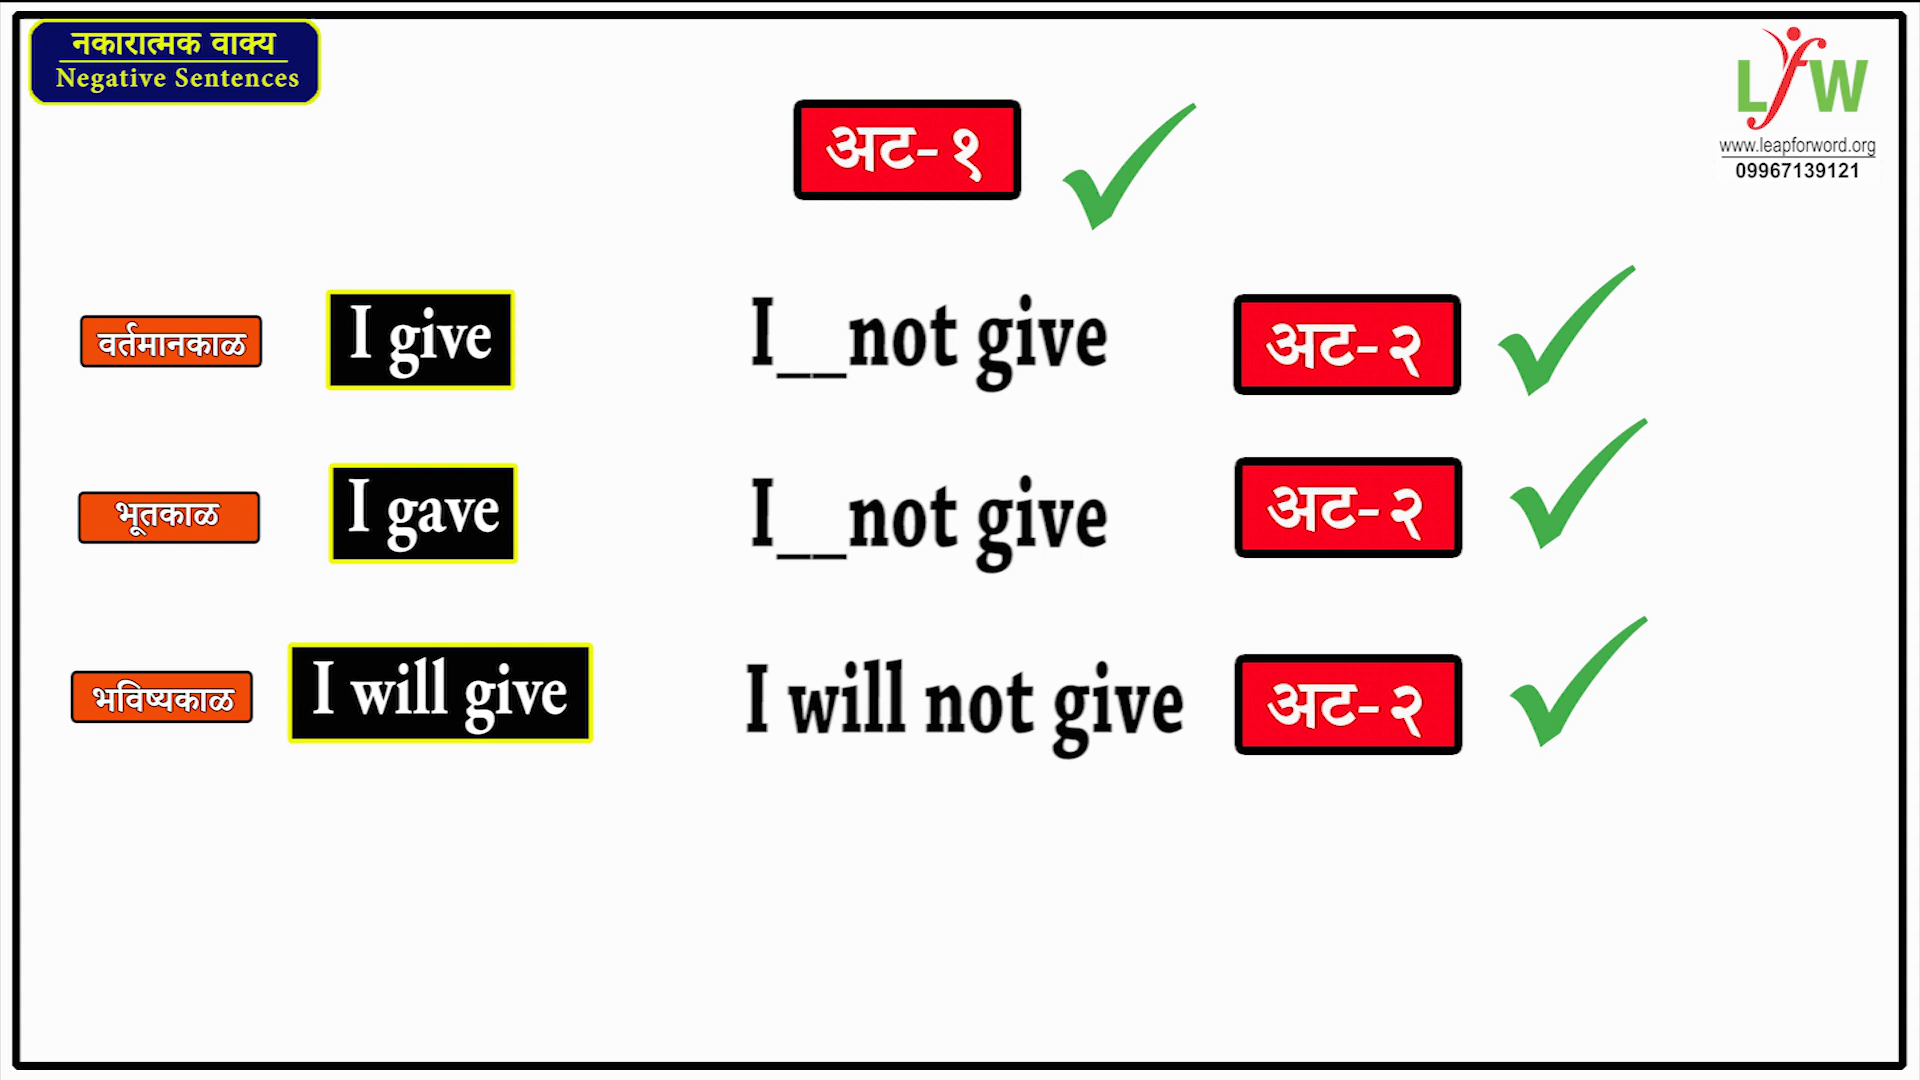 नकारात्मक वाक्य
Negative Sentences
LfW
www.leapforword.org
09967139121
अट- १
वर्तमानकाळ I give I__not give अट- २
भूतकाळ I gave I__not give अट- २
भविष्यकाळ I will give I will not give अट- २